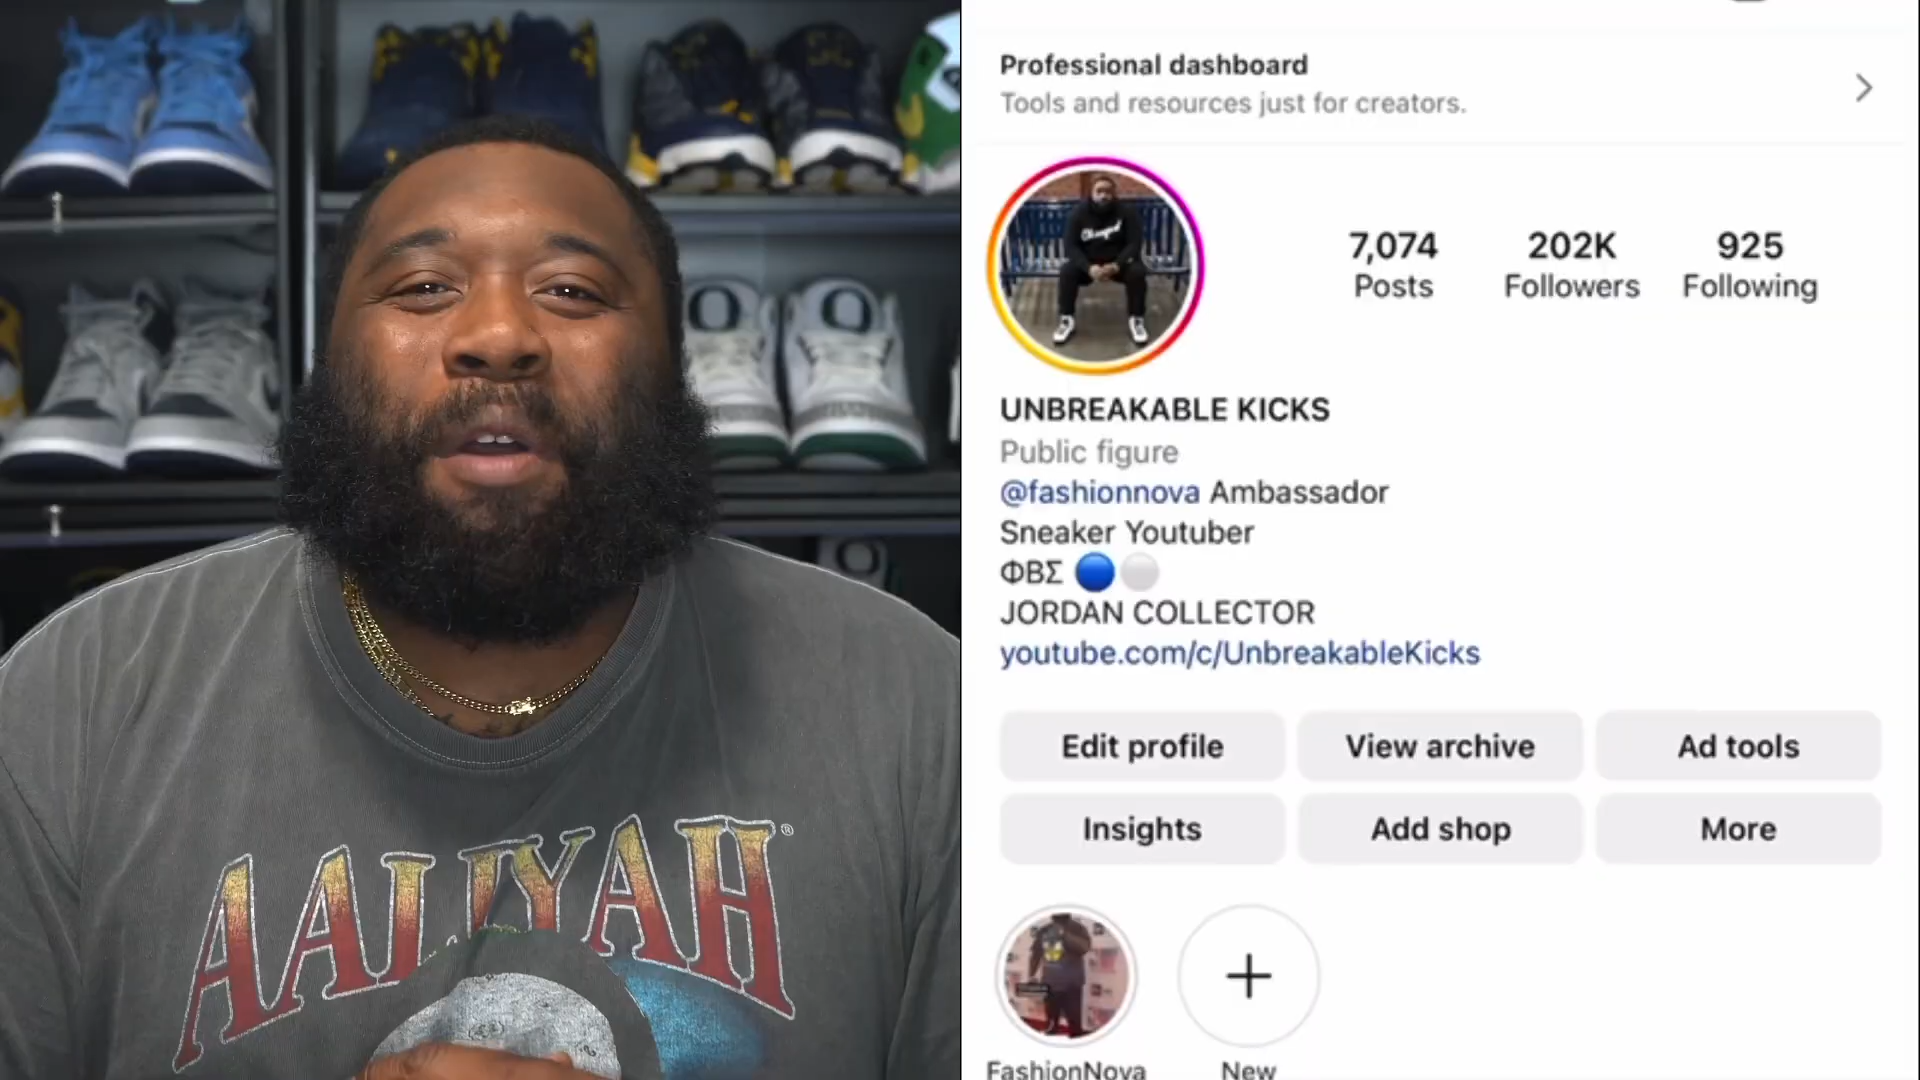 AALIYAH®
O O
Professional dashboard
Tools and resources just for creators.
7,074 202K 925
Posts Followers Following
UNBREAKABLE KICKS
Public figure
@fashionnova Ambassador
Sneaker Youtuber
ΦΒΣ
JORDAN COLLECTOR
youtube.com/c/UnbreakableKicks
Edit profile View archive Ad tools
Insights Add shop More
FashionNova New